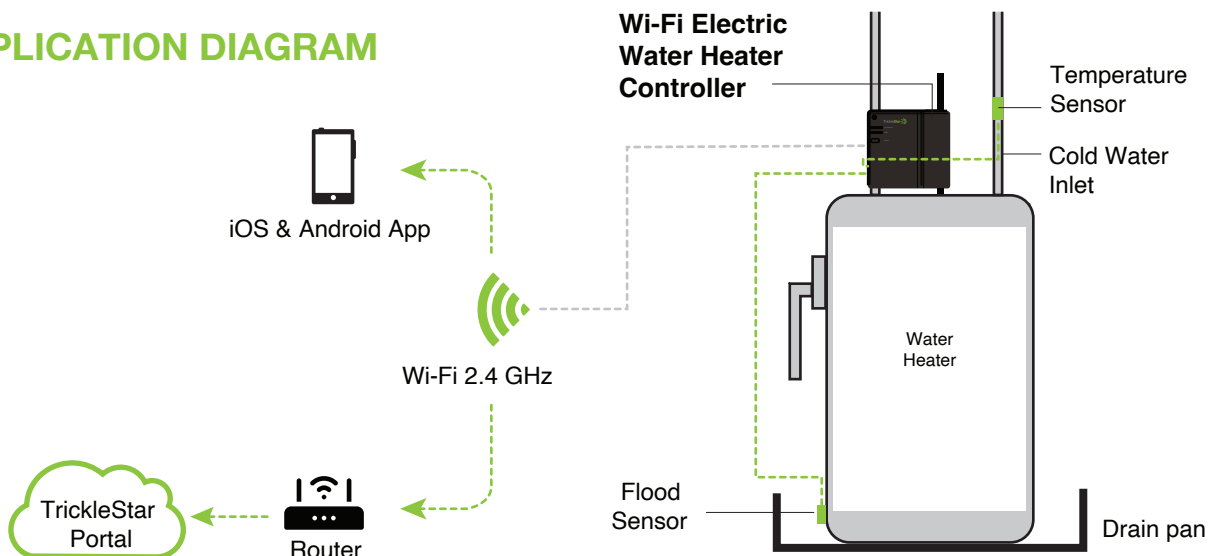 PLICATION DIAGRAM
Wi-Fi Electric
Water Heater
Controller
Temperature
Sensor
Cold Water
Inlet
iOS & Android App
Wi-Fi 2.4 GHz
Water
Heater
TrickleStar
Portal
Router
Flood
Sensor
Drain pan
TrickleStar